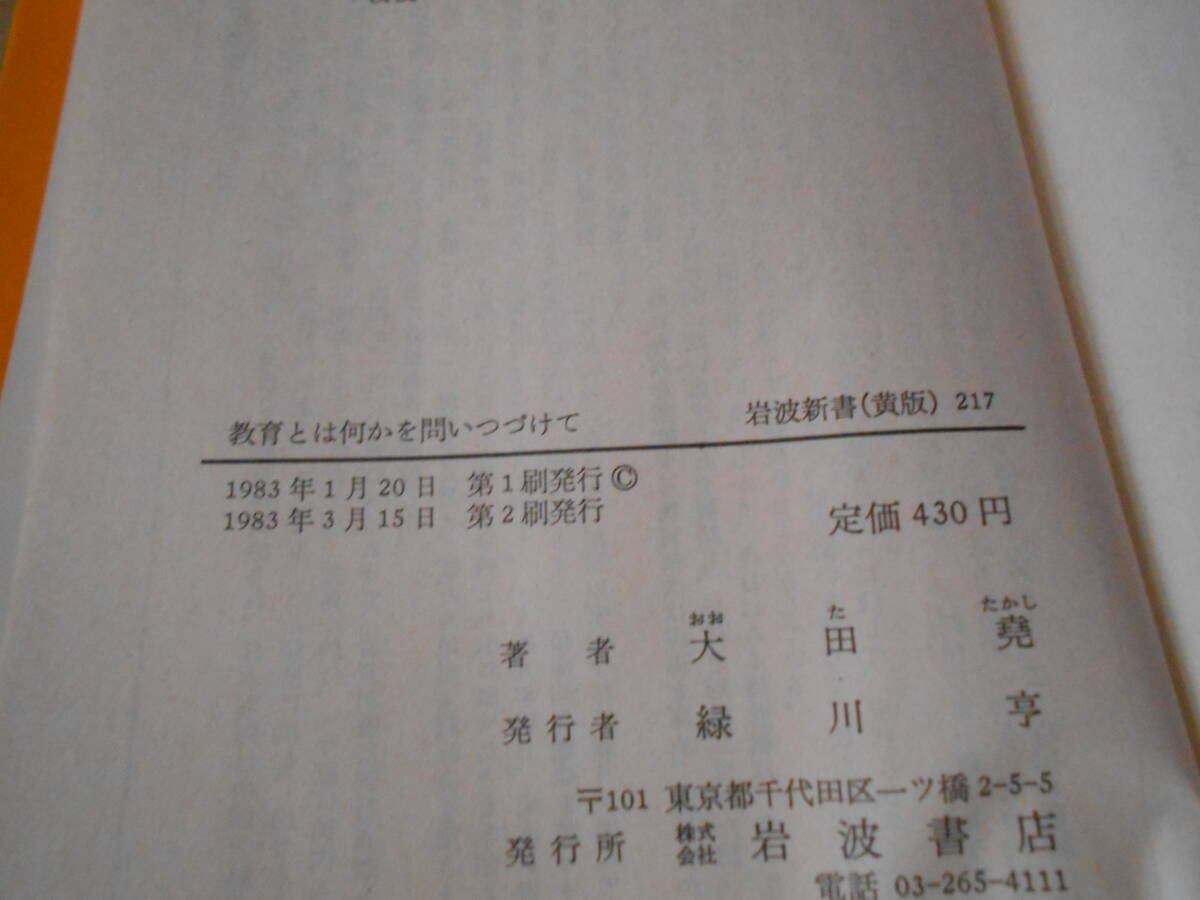 教育とは何かを問いつづけて 岩波新書(黄版) 217
1983年1月20日 第1刷発行©
1983年3月15日 第2刷発行
定価 430 円
おお た たかし
著者 大田堯
発行者 緑川亨
〒101 東京都千代田区一ツ橋 2-5-5
発行所 株式会社 岩波書店
電話 03-265-4111